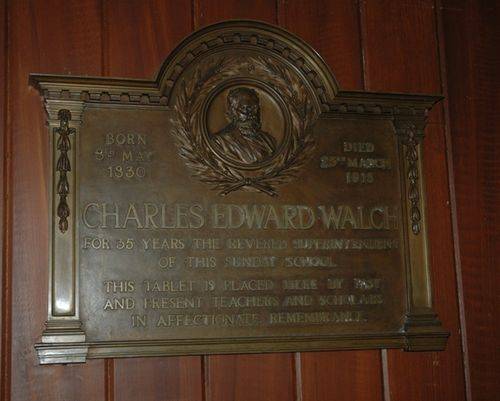 BORN
3RD MAY
1830
DIED
25TH MARCH
1915
CHARLES EDWARD WALCH
FOR 35 YEARS THE REVERED SUPERINTENDENT
OF THIS SUNDAY SCHOOL.
THIS TABLET IS PLACED HERE BY PAST
AND PRESENT TEACHERS AND SCHOLARS
IN AFFECTIONATE REMEMBRANCE.